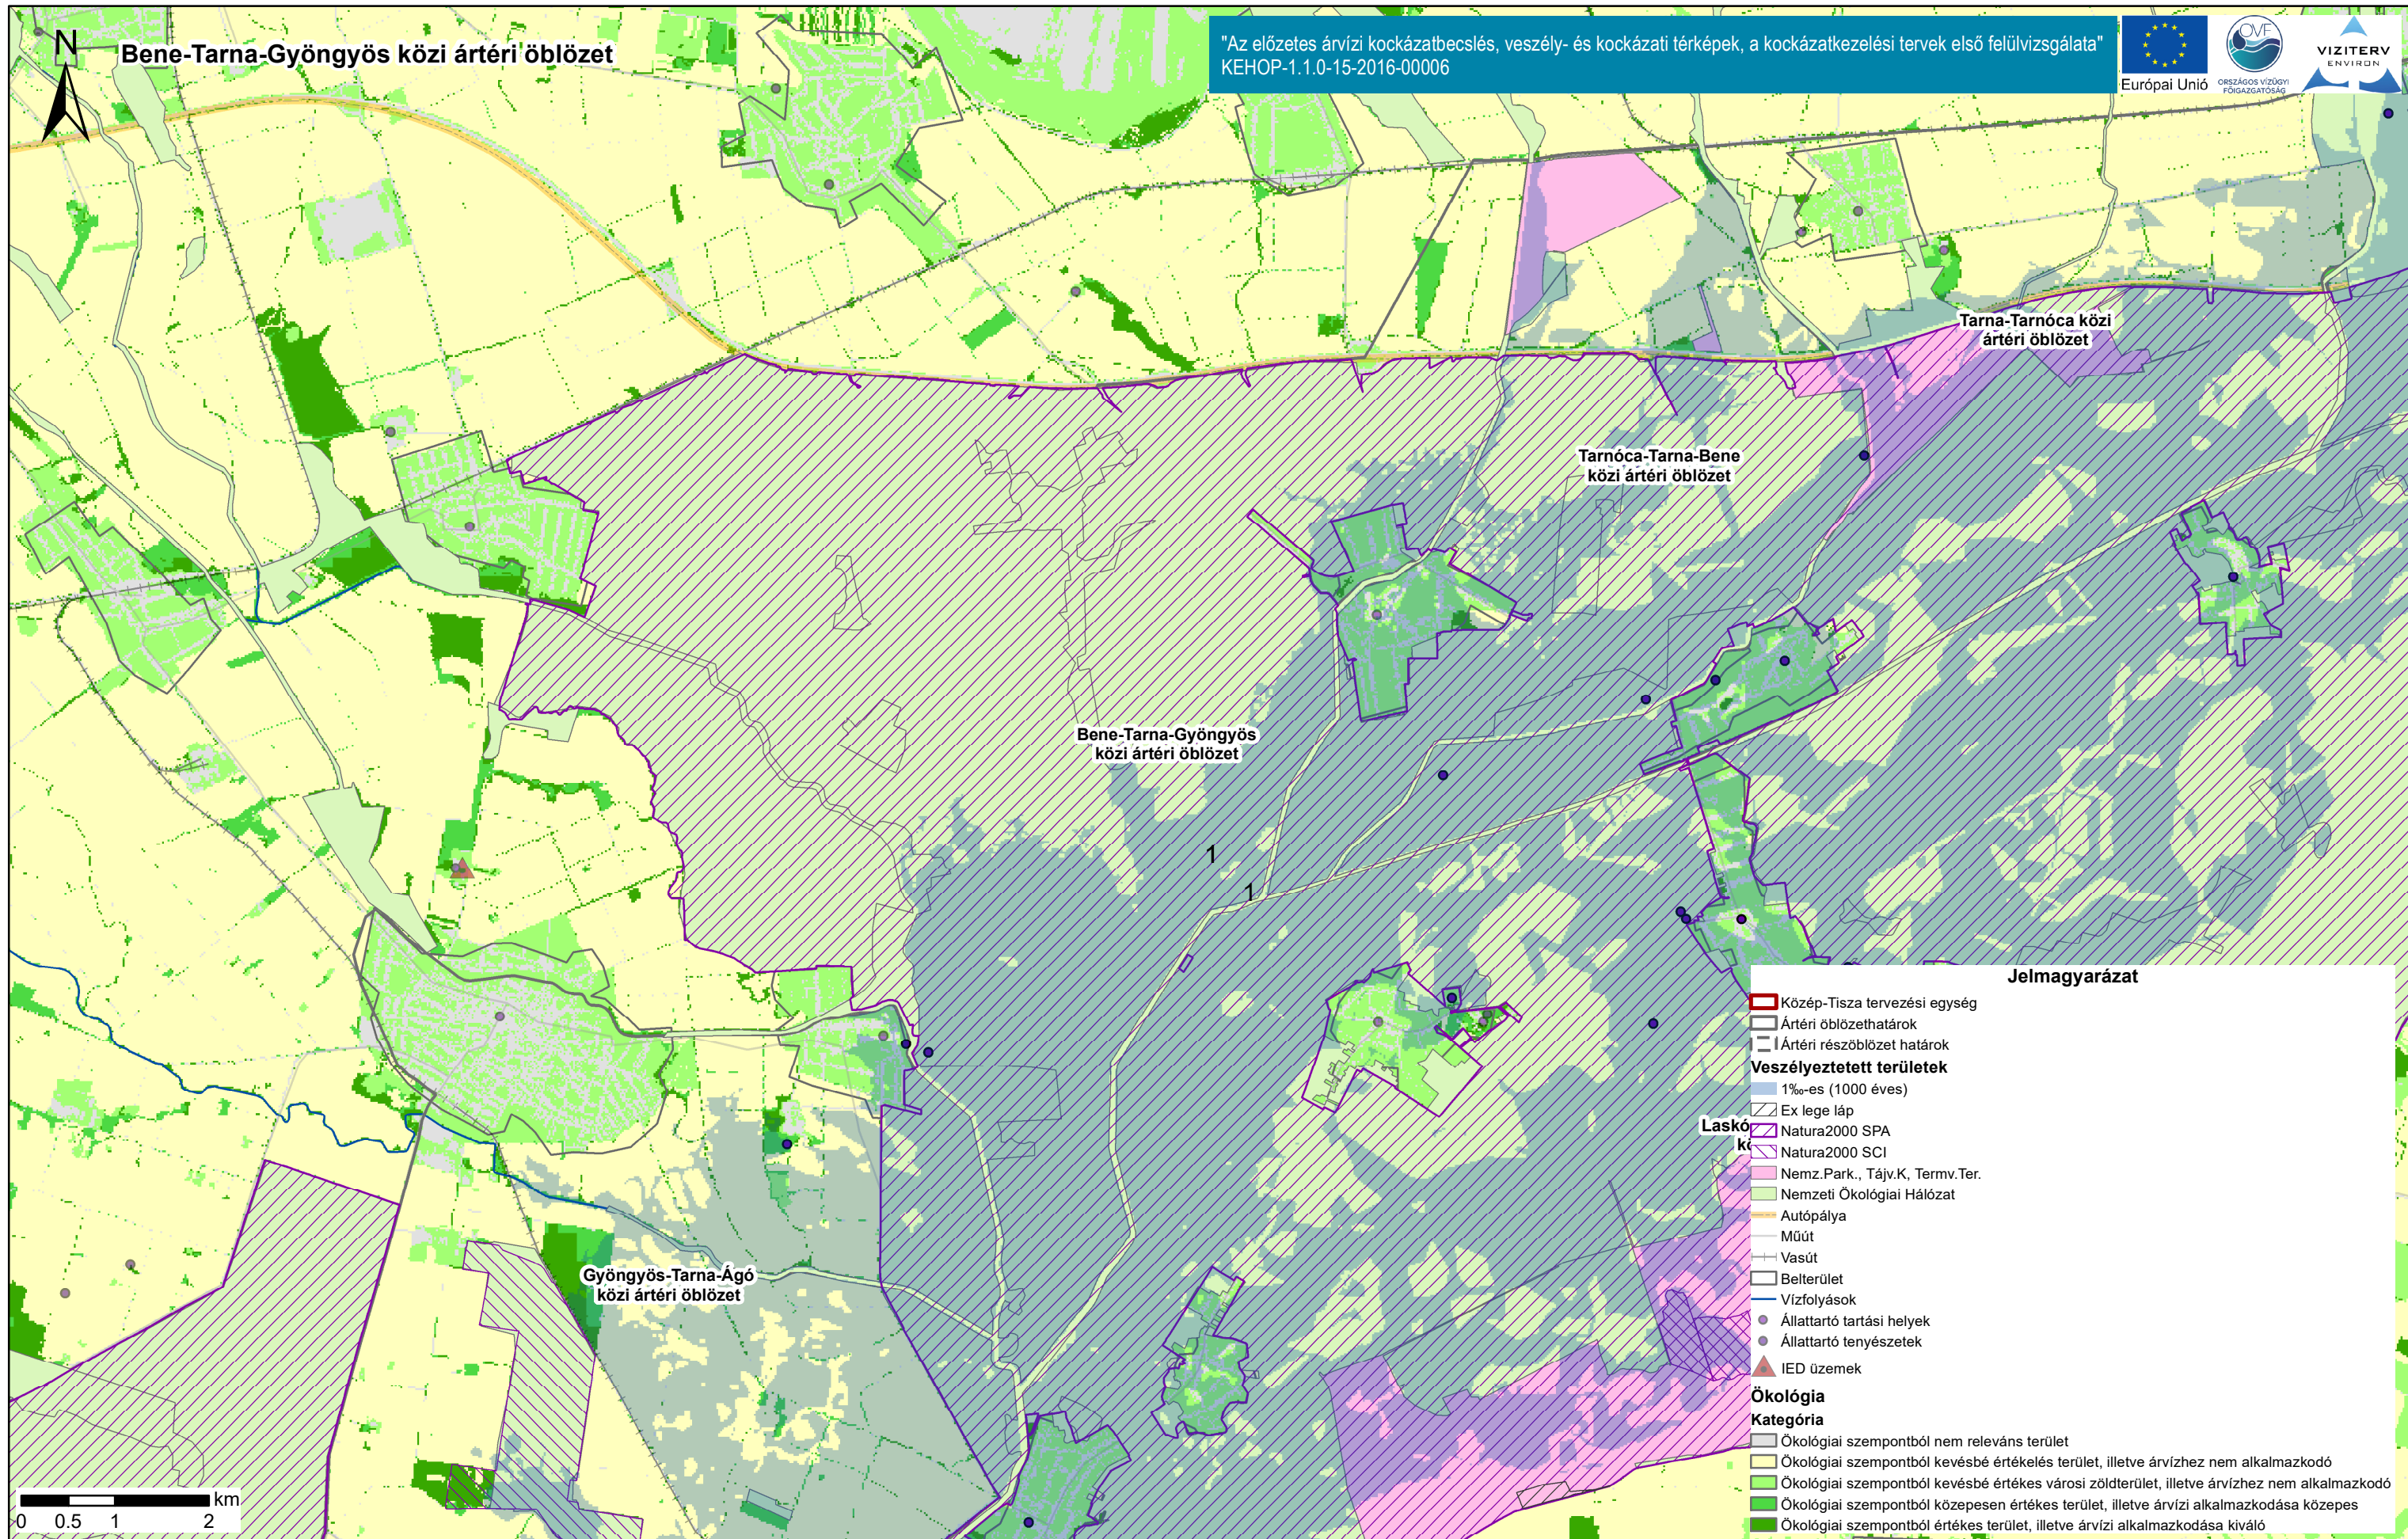 N
Bene-Tarna-Gyöngyös közi ártéri öblözet
"Az előzetes árvízi kockázatbecslés, veszély- és kockázati térképek, a kockázatkezelési tervek első felülvizsgálata"
KEHOP-1.1.0-15-2016-00006
Európai Unió
OVF
ORSZÁGOS VÍZÜGYI
FŐIGAZGATÓSÁG
VIZITERV
ENVIRON
Tarna-Tarnóca közi
ártéri öblözet
Tarnóca-Tarna-Bene
közi ártéri öblözet
Bene-Tarna-Gyöngyös
közi ártéri öblözet
1
1
Laskó
kö
Gyöngyös-Tarna-Ágó
közi ártéri öblözet
Jelmagyarázat
Közép-Tisza tervezési egység
Ártéri öblözethatárok
Ártéri részöblözet határok
Veszélyeztetett területek
1‰-es (1000 éves)
Ex lege láp
Natura2000 SPA
Natura2000 SCI
Nemz.Park., Tájv.K, Termv.Ter.
Nemzeti Ökológiai Hálózat
Autópálya
Műút
Vasút
Belterület
Vízfolyások
Állattartó tartási helyek
Állattartó tenyészetek
IED üzemek
Ökológia
Kategória
Ökológiai szempontból nem releváns terület
Ökológiai szempontból kevésbé értékelés terület, illetve árvízhez nem alkalmazkodó
Ökológiai szempontból kevésbé értékes városi zöldterület, illetve árvízhez nem alkalmazkodó
Ökológiai szempontból közepesen értékes terület, illetve árvízi alkalmazkodása közepes
Ökológiai szempontból értékes terület, illetve árvízi alkalmazkodása kiváló
km
0 0.5 1 2